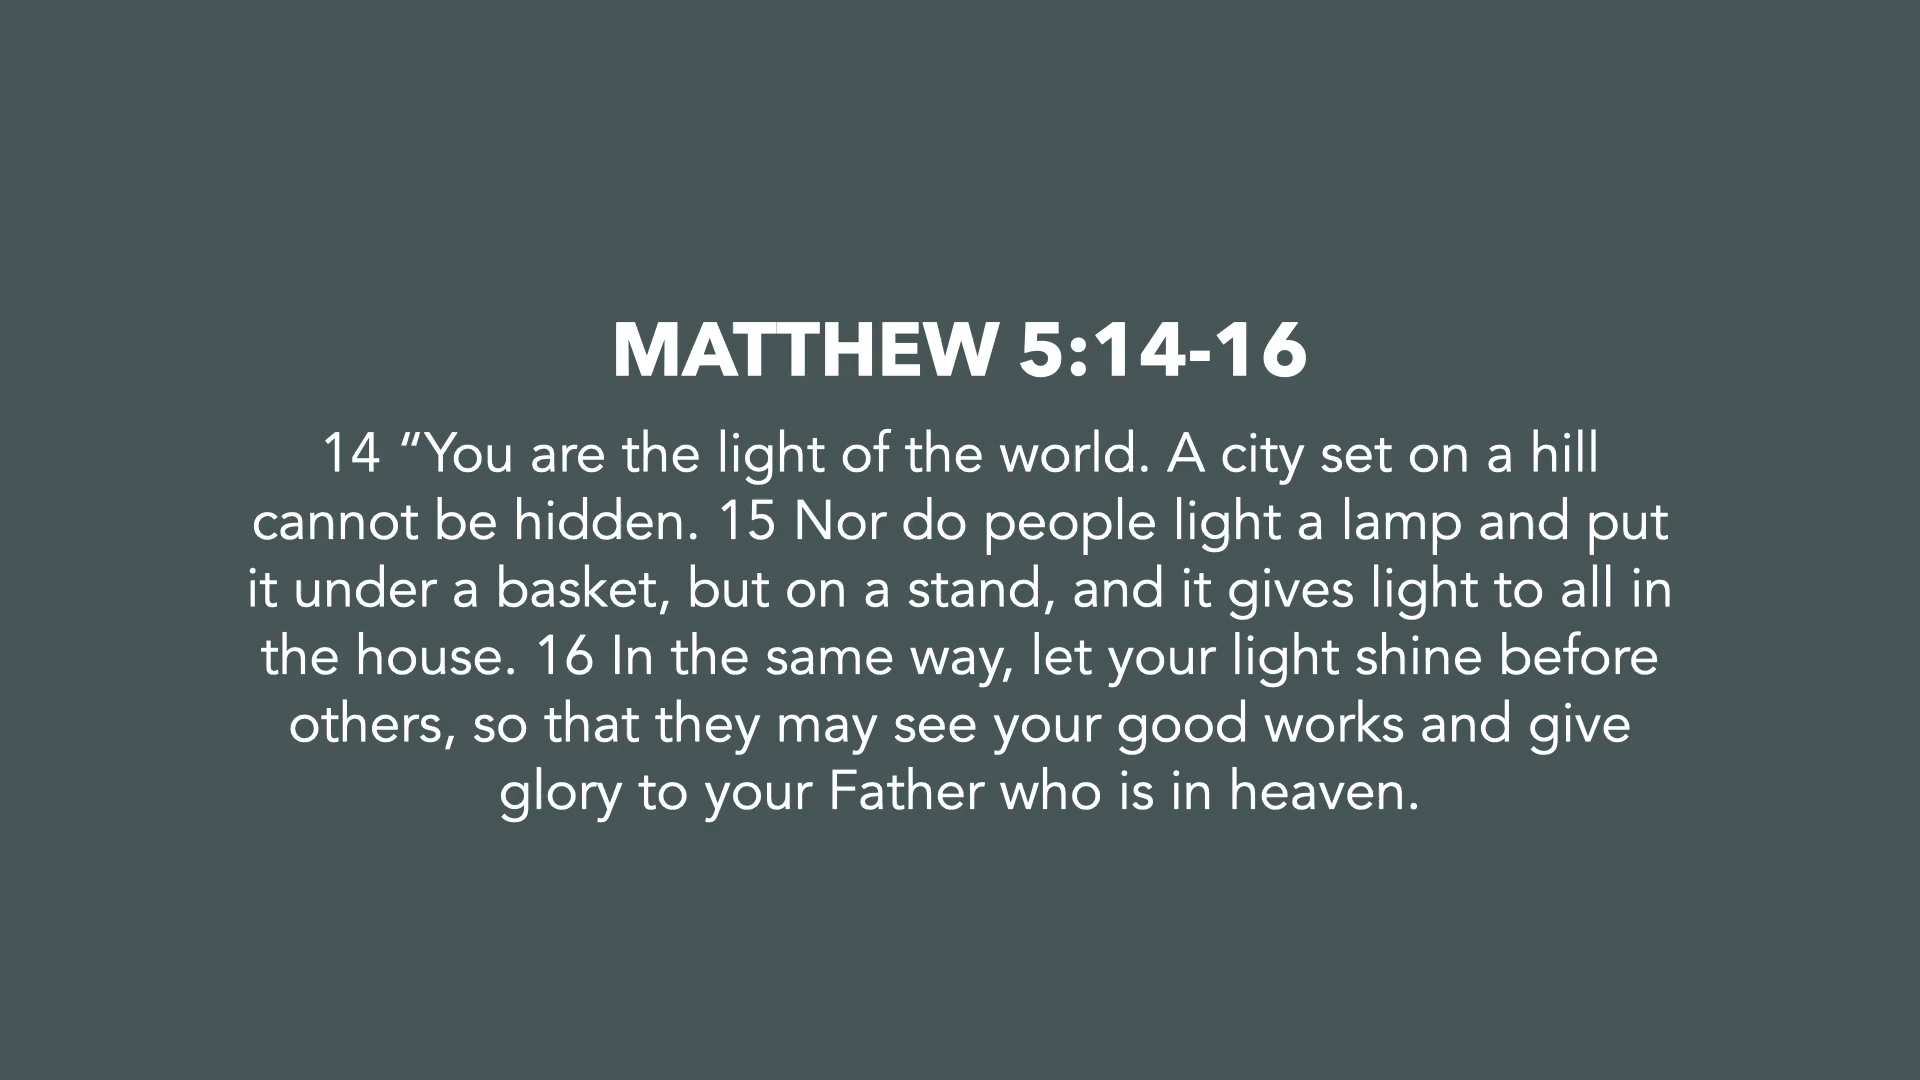 MATTHEW 5:14-16
14 “You are the light of the world. A city set on a hill
cannot be hidden. 15 Nor do people light a lamp and put
it under a basket, but on a stand, and it gives light to all in
the house. 16 In the same way, let your light shine before
others, so that they may see your good works and give
glory to your Father who is in heaven.